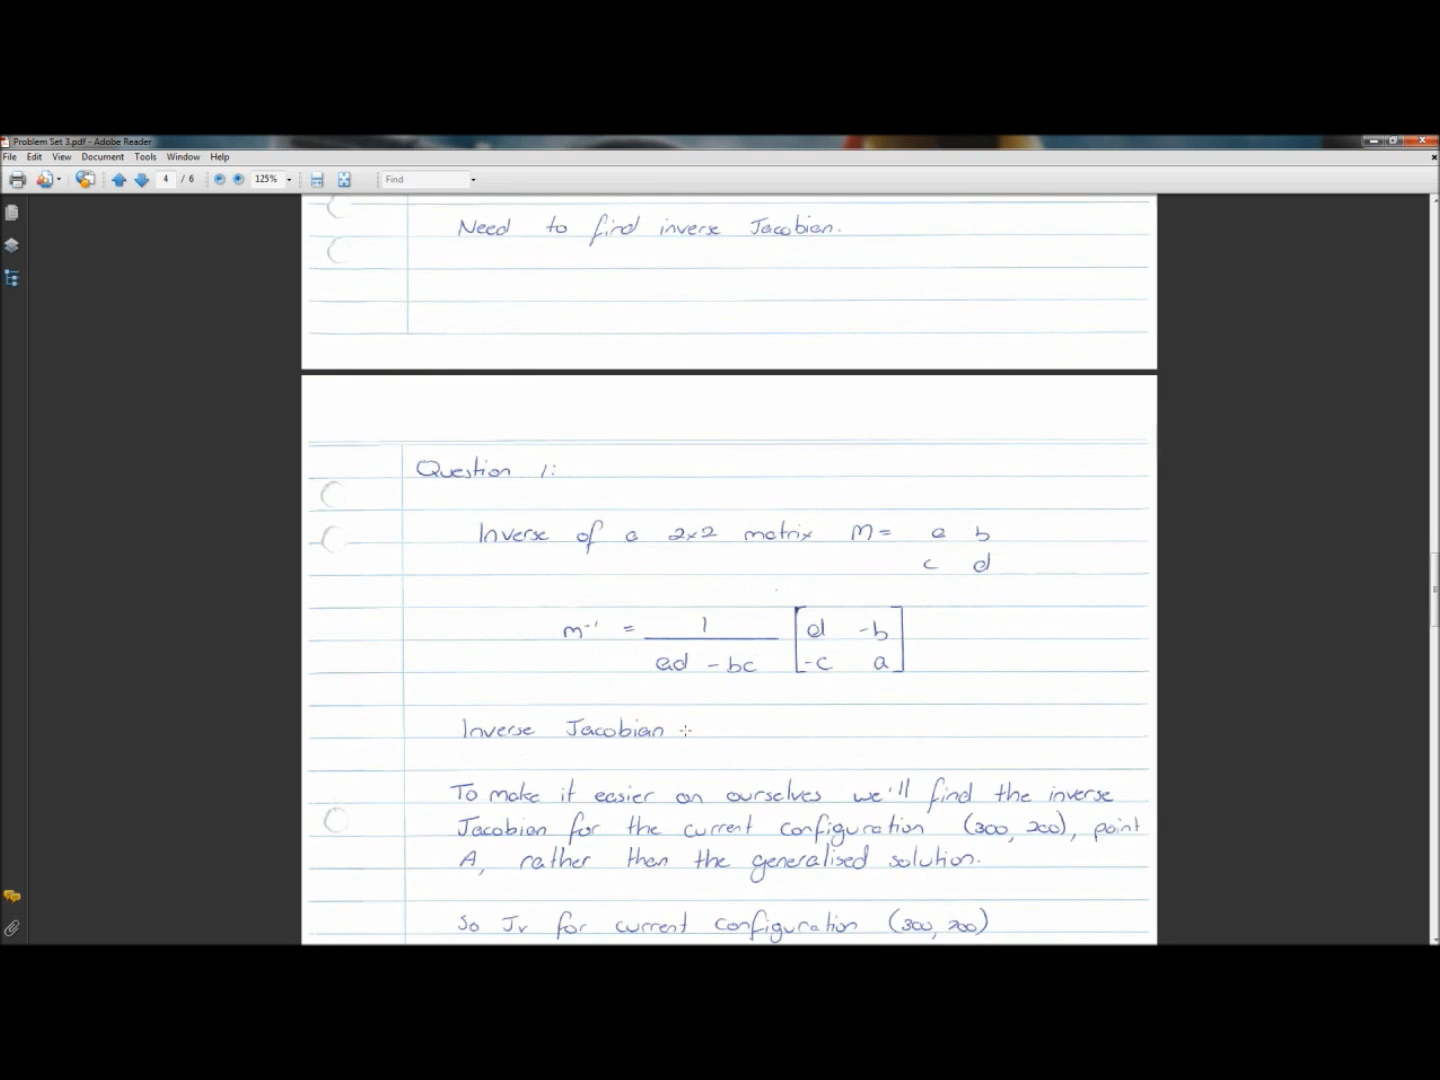 Problem Set 3.pdf - Adobe Reader
File Edit View Document Tools Window Help
4 / 6 125% Find
Need to find inverse Jacobian.
Question 1:
Inverse of a 2x2 matrix M = a b
c d
m⁻¹ = 1 [d -b
ad - bc -c a]
Inverse Jacobian
To make it easier on ourselves we'll find the inverse
Jacobian for the current configuration (300, 200), point
A, rather than the generalised solution.
So Jv for current configuration (300, 200)